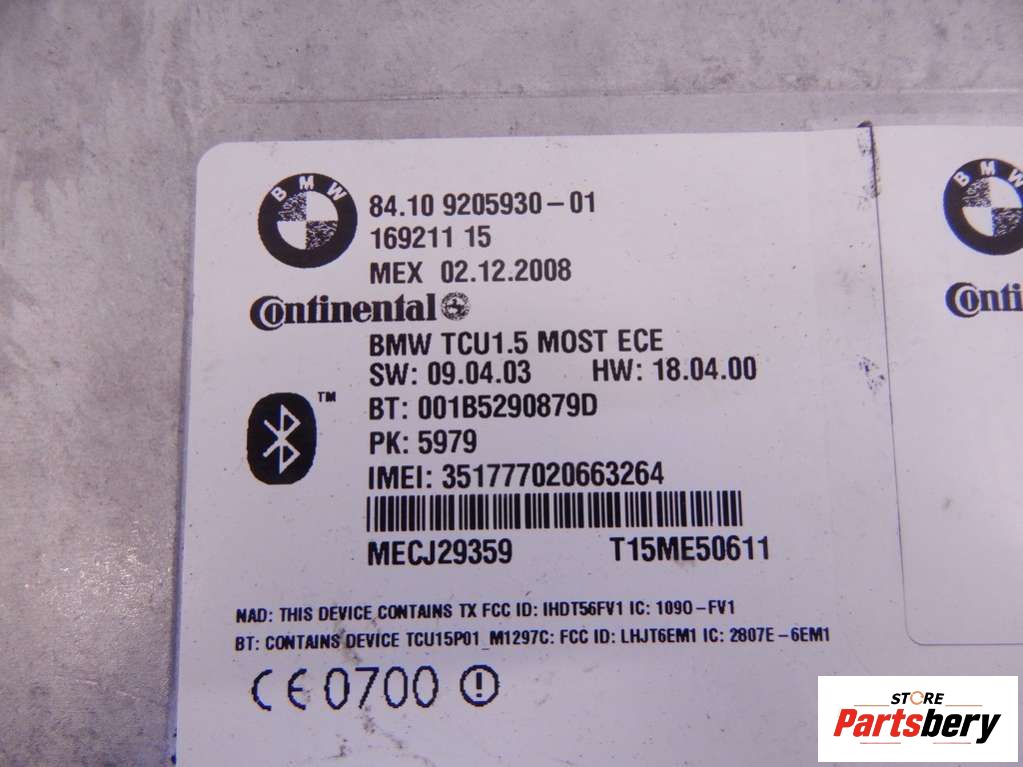 BMW
84.10 9205930-01
169211 15
MEX 02.12.2008
Continental
BMW TCU1.5 MOST ECE
SW: 09.04.03 HW: 18.04.00
TM
BT: 001B5290879D
PK: 5979
IMEI: 351777020663264
MECJ29359 T15ME50611
NAD: THIS DEVICE CONTAINS TX FCC ID: IHDT56FV1 IC: 1090-FV1
BT: CONTAINS DEVICE TCU15P01_M1297C: FCC ID: LHJT6EM1 IC: 2807E-6EM1
CE0700
BMW
Conti
STORE
Partsbery